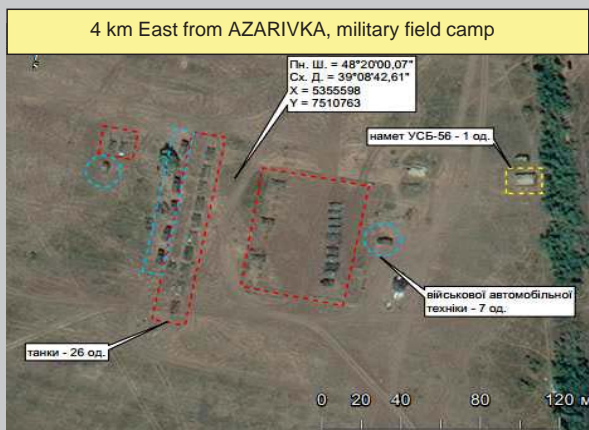 4 km East from AZARIVKA, military field camp
Пн. Ш. = 48°20'00,07"
Сх. Д. = 39°08'42,61"
X = 5355598
Y = 7510763
намет УСБ-56 - 1 од.
військової автомобільної
техніки - 7 од.
танки - 26 од.
0 20 40 80 120 м